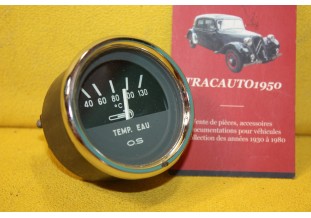 40 60 80 100 130
°C
TEMP. EAU
OS
TRACAUTO1950
Vente de pièces, accessoires
documentations pour véhicules
collection des années 1930 à 1980